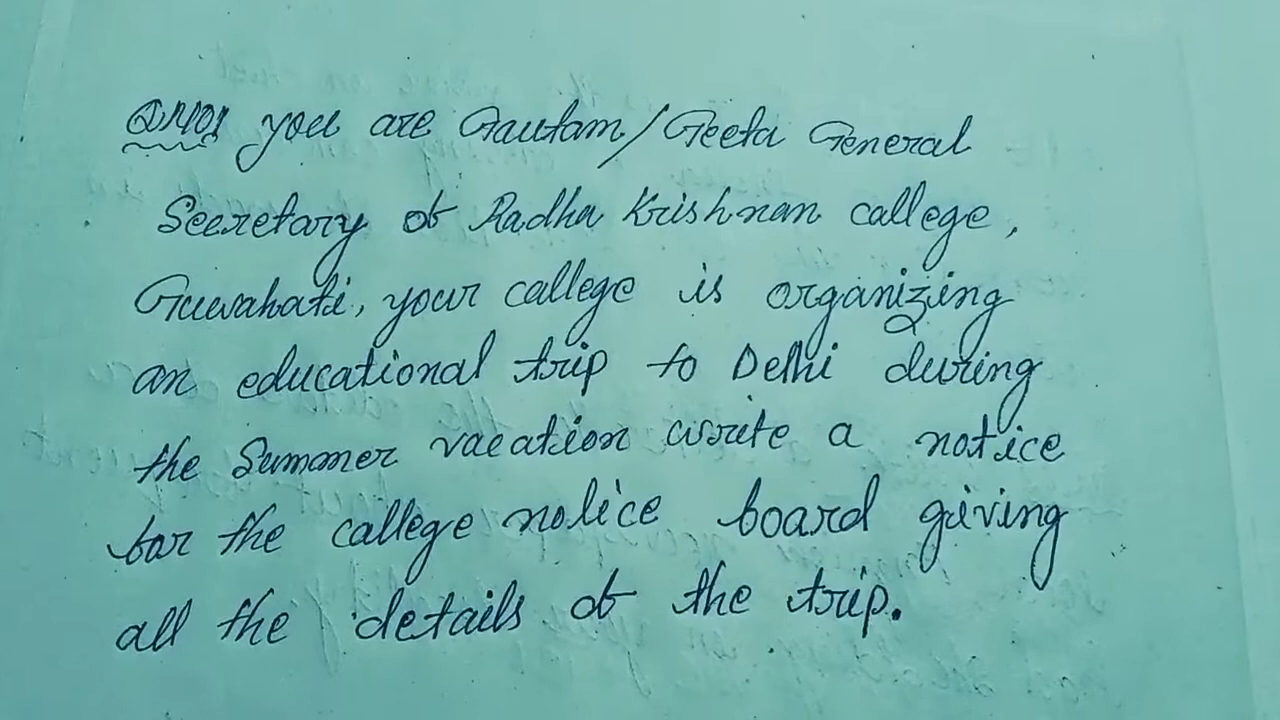 Q.No1 you are Gautam/Geeta General
Secretary of Radha Krishnan callege,
Guwahati, your callege is organizing
an educational trip to Delhi during
the Summer vacation write a notice
for the callege notice board giving
all the details of the trip.